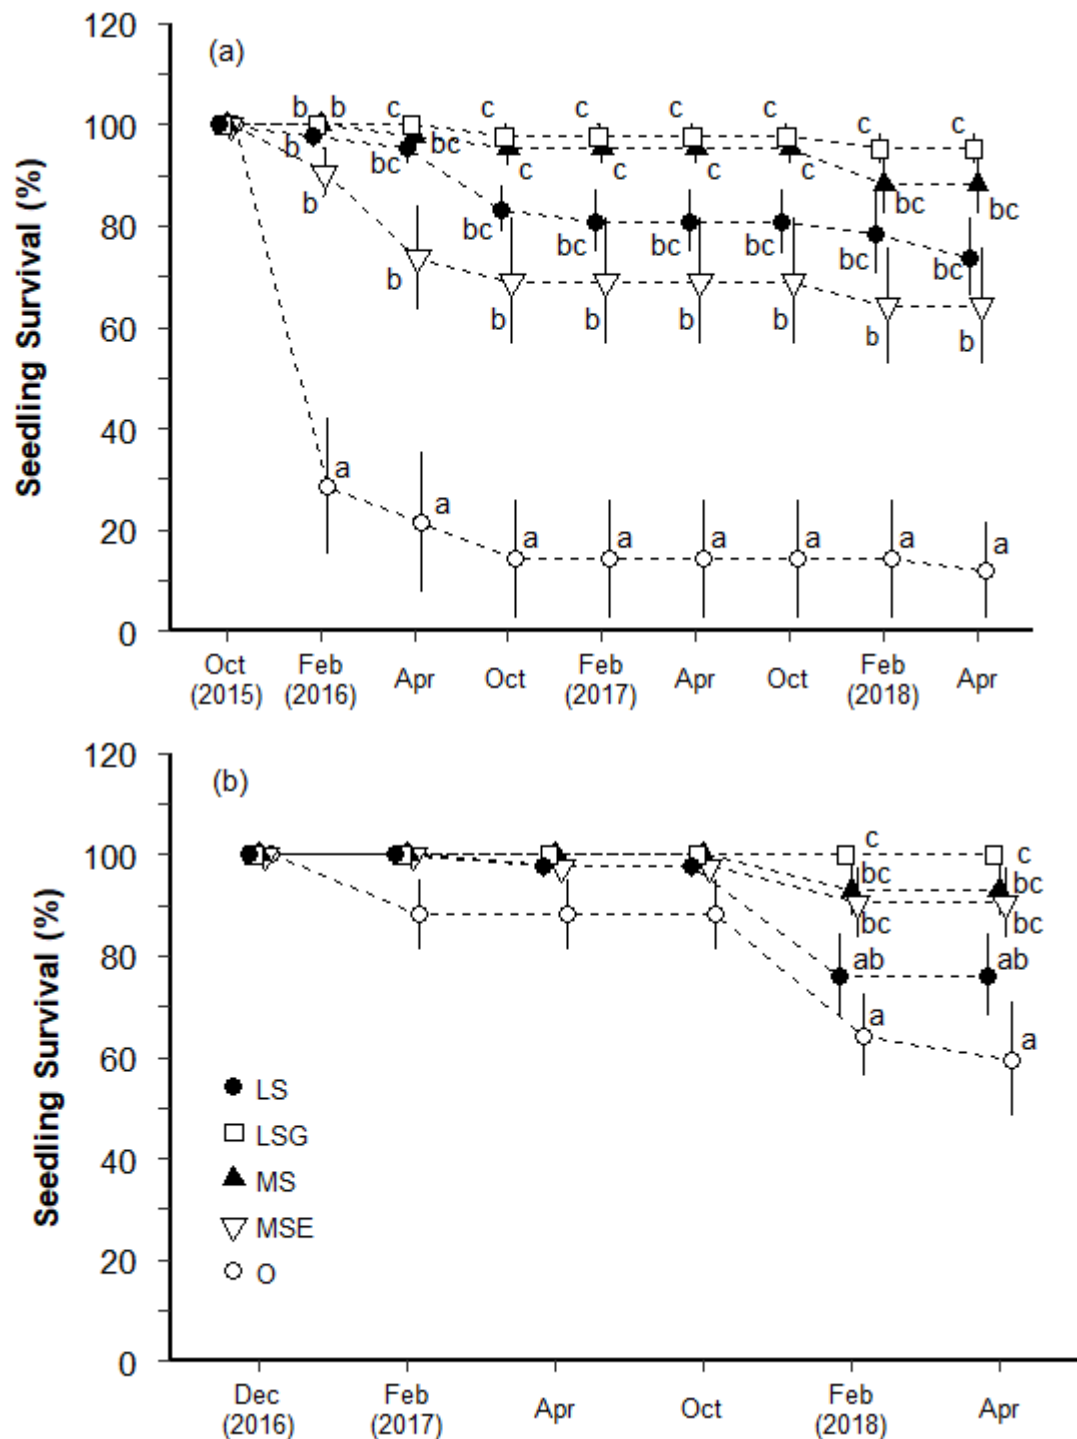 120
(a)
b b c c c c c c c
100
b bc bc c c c c bc bc
b
80
bc bc bc bc bc bc
b
60
b b b b b b
40
a
20
a a a a a a a
0
Seedling Survival (%)
Oct Feb Apr Oct Feb Apr Oct Feb Apr
(2015) (2016) (2017) (2018)
120
(b)
100
c c
bc bc
bc bc
80
ab ab
a a
60
40
20
0
Seedling Survival (%)
LS
LSG
MS
MSE
O
Dec Feb Apr Oct Feb Apr
(2016) (2017) (2018)